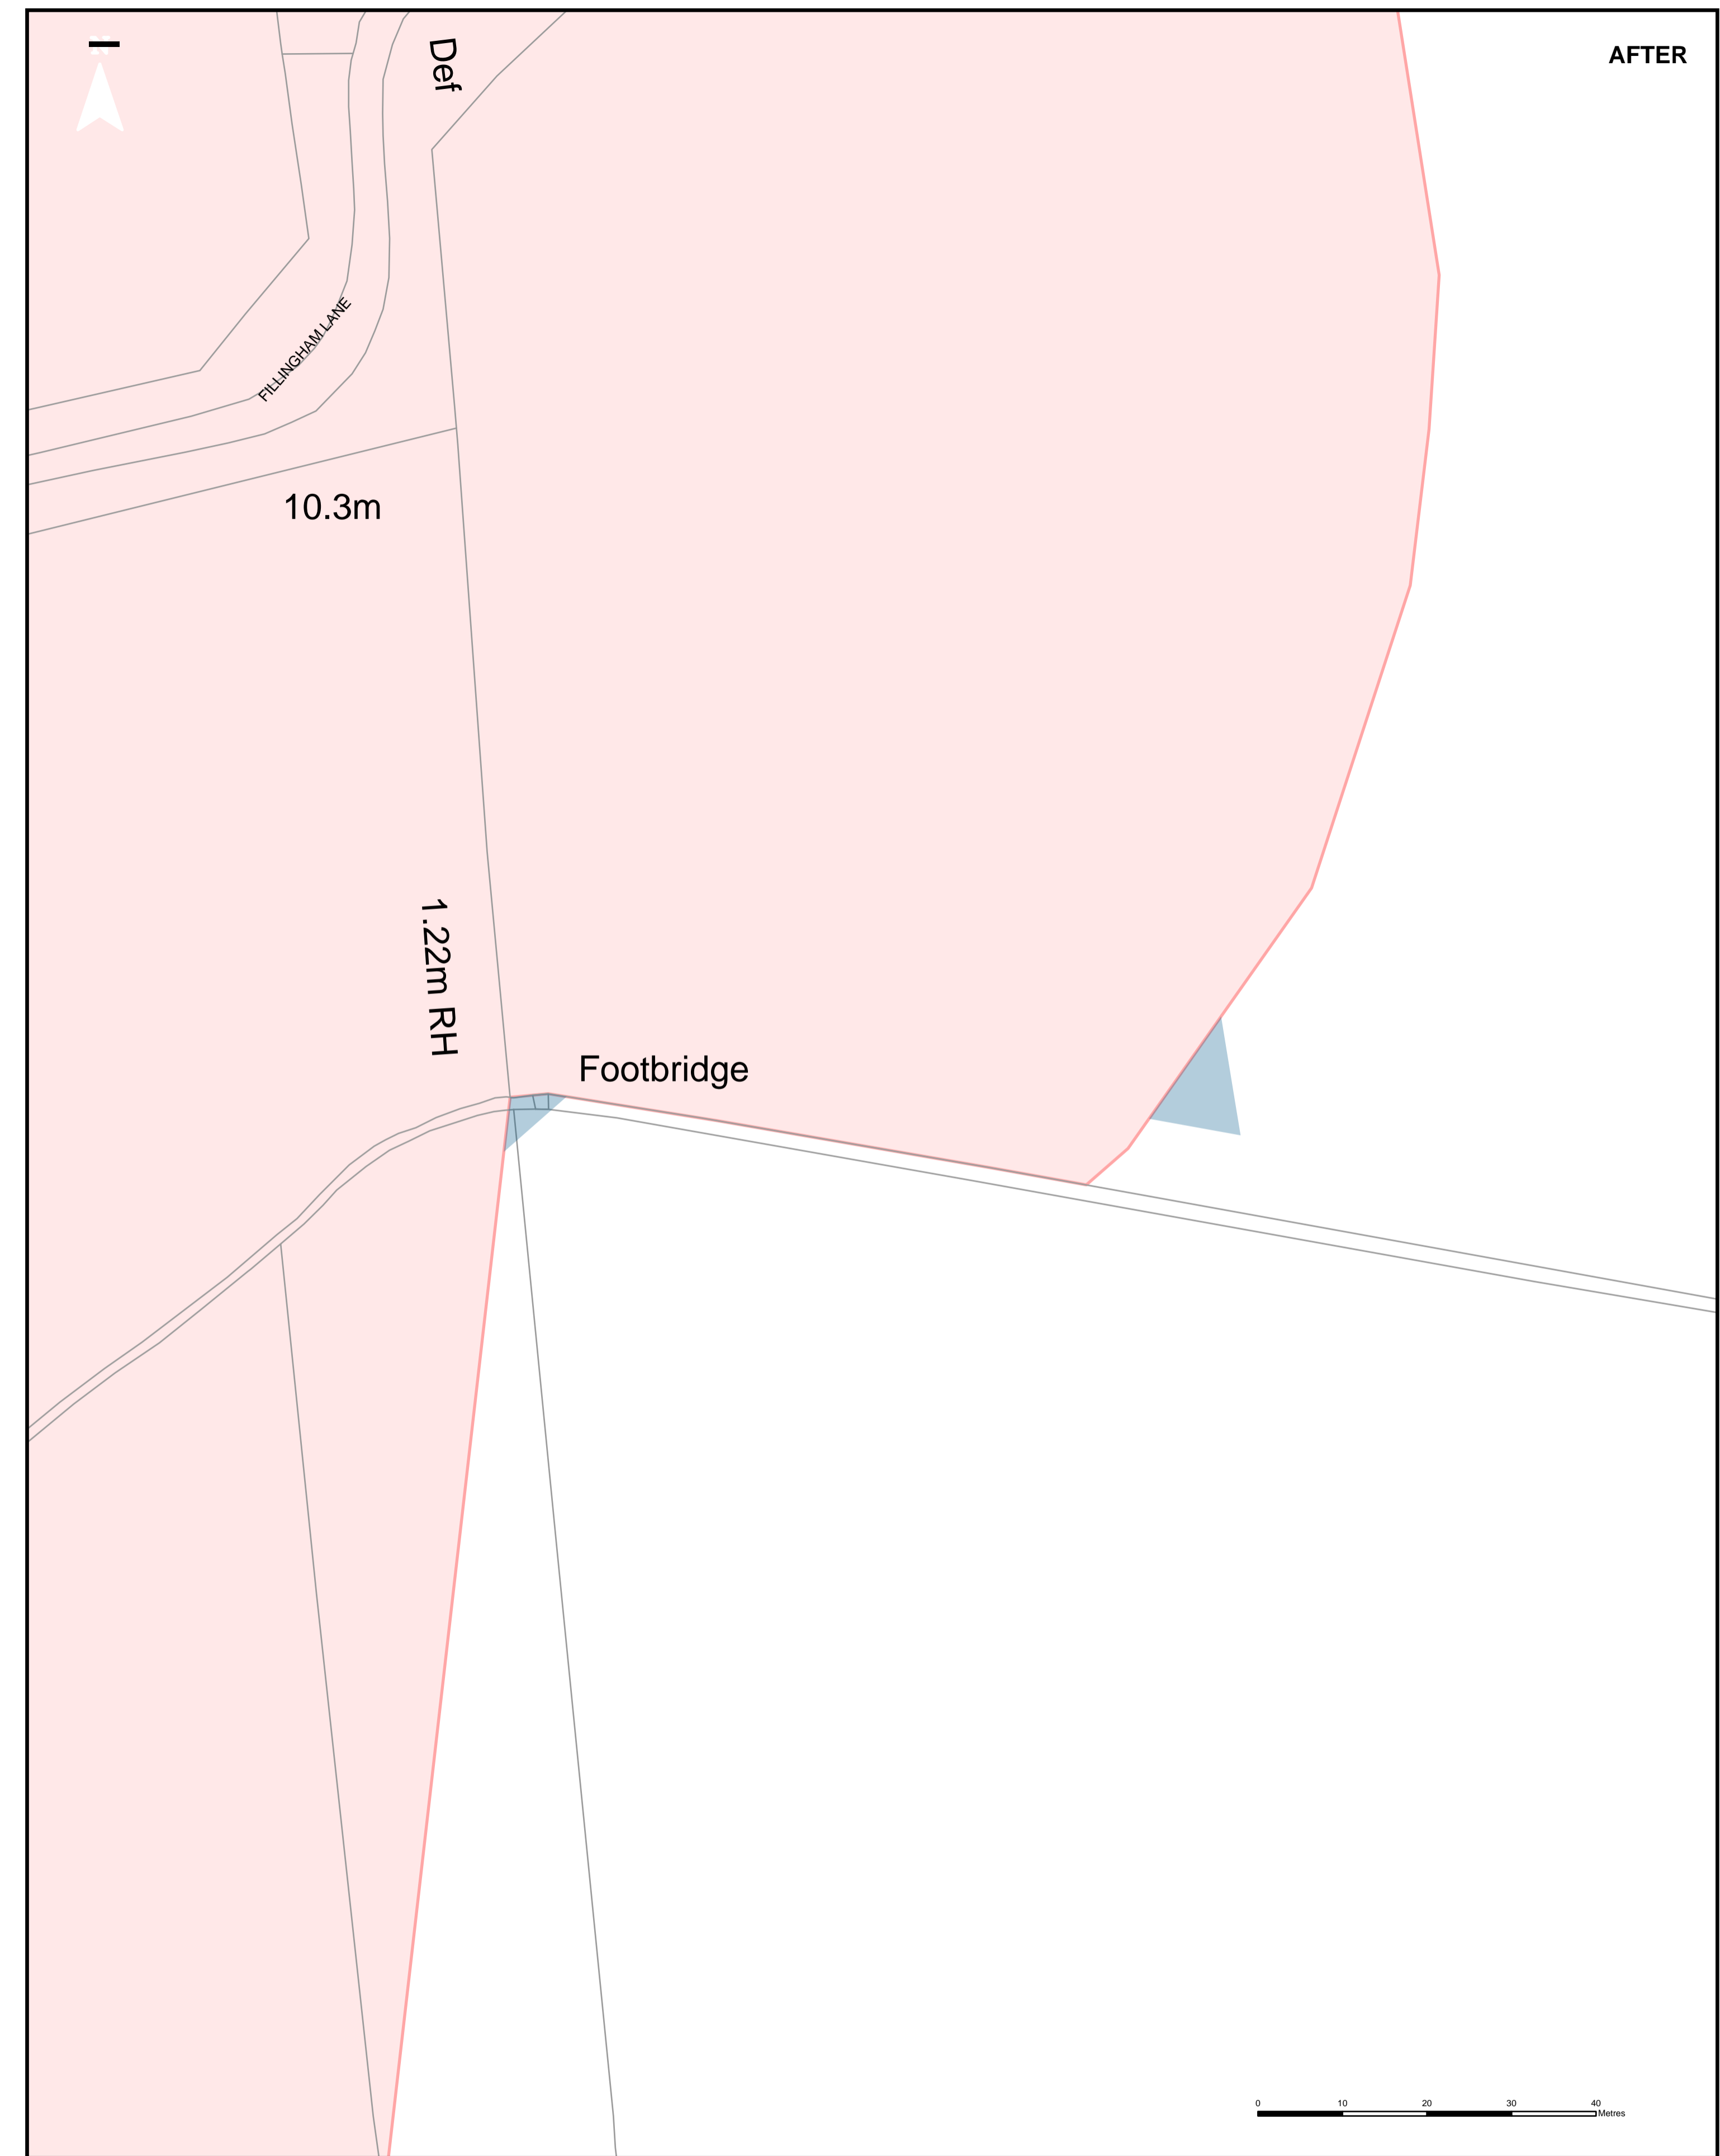 N
AFTER
Def
FILLINGHAM LANE
10.3m
1.22m RH
Footbridge
0 10 20 30 40
Metres